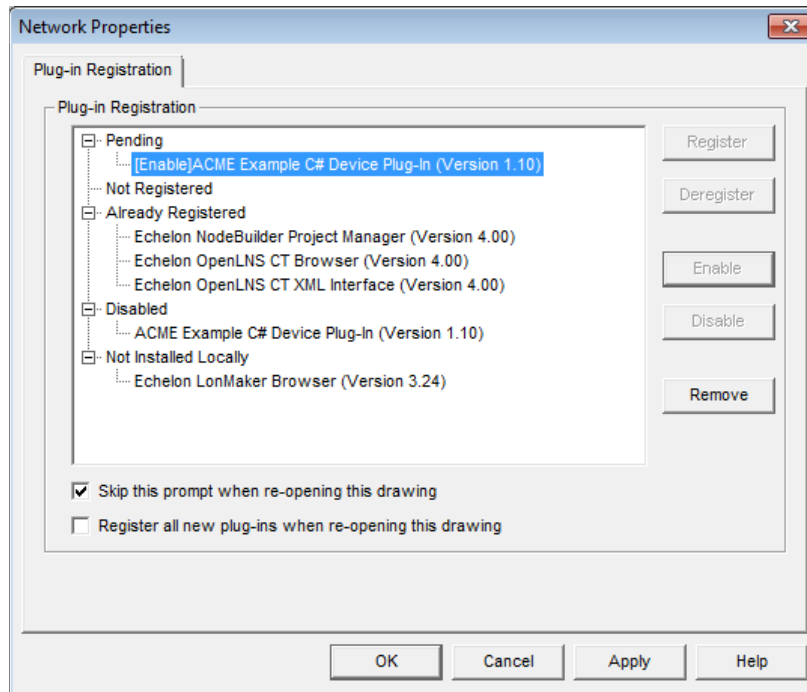 Network Properties
Plug-in Registration
Plug-in Registration
Pending
[Enable]ACME Example C# Device Plug-In (Version 1.10)
Not Registered
Already Registered
Echelon NodeBuilder Project Manager (Version 4.00)
Echelon OpenLNS CT Browser (Version 4.00)
Echelon OpenLNS CT XML Interface (Version 4.00)
Disabled
ACME Example C# Device Plug-In (Version 1.10)
Not Installed Locally
Echelon LonMaker Browser (Version 3.24)
Register
Deregister
Enable
Disable
Remove
Skip this prompt when re-opening this drawing
Register all new plug-ins when re-opening this drawing
OK
Cancel
Apply
Help